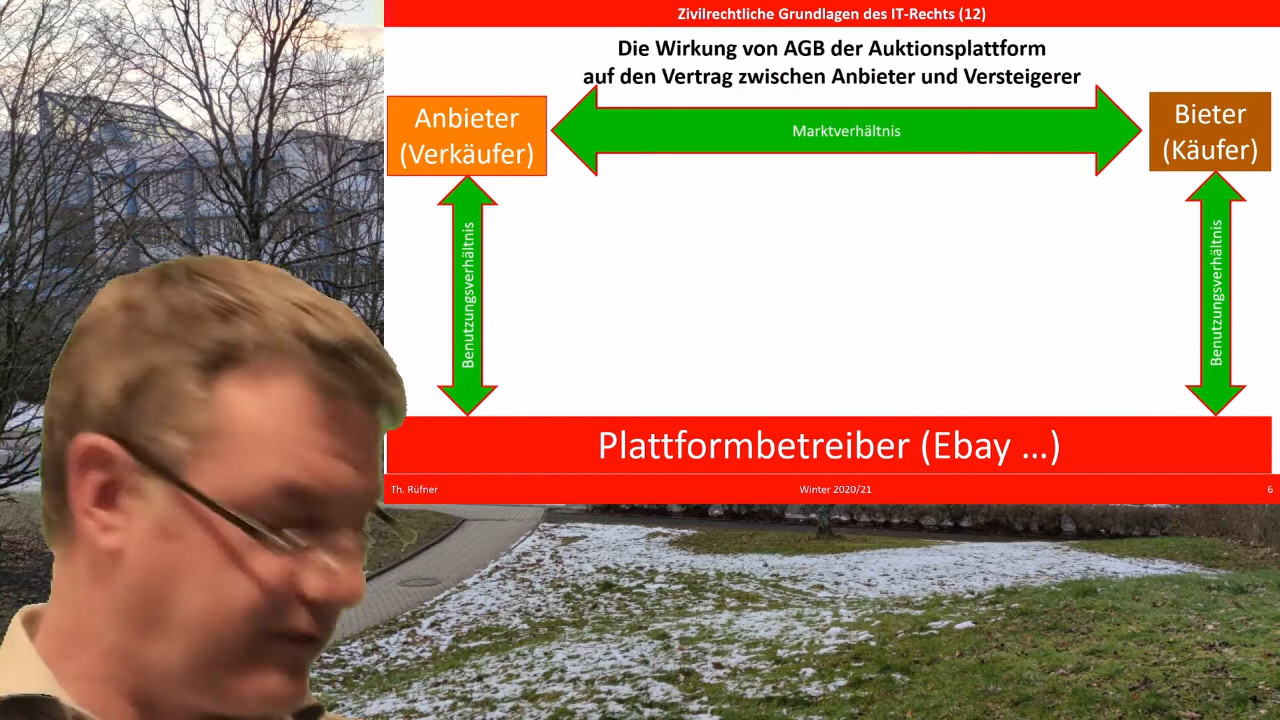 Zivilrechtliche Grundlagen des IT-Rechts (12)
Die Wirkung von AGB der Auktionsplattform
auf den Vertrag zwischen Anbieter und Versteigerer
Anbieter
(Verkäufer)
Marktverhältnis
Bieter
(Käufer)
Benutzungsverhältnis
Benutzungsverhältnis
Plattformbetreiber (Ebay …)
Th. Rüfner
Winter 2020/21
6